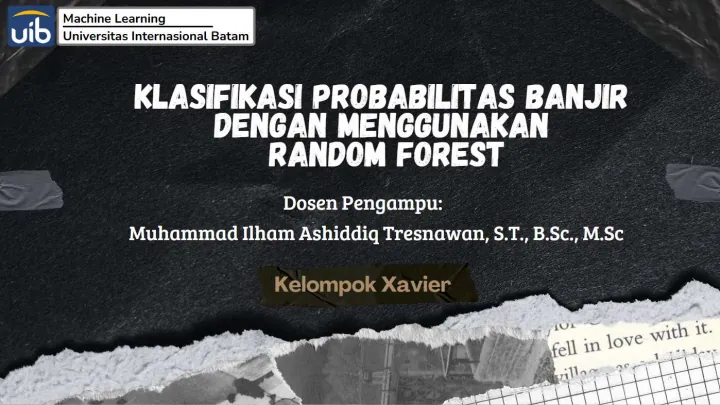 uib
Machine Learning
Universitas Internasional Batam
KLASIFIKASI PROBABILITAS BANJIR
DENGAN MENGGUNAKAN
RANDOM FOREST
Dosen Pengampu:
Muhammad Ilham Ashiddiq Tresnawan, S.T., B.Sc., M.Sc
Kelompok Xavier
fell in love with it.